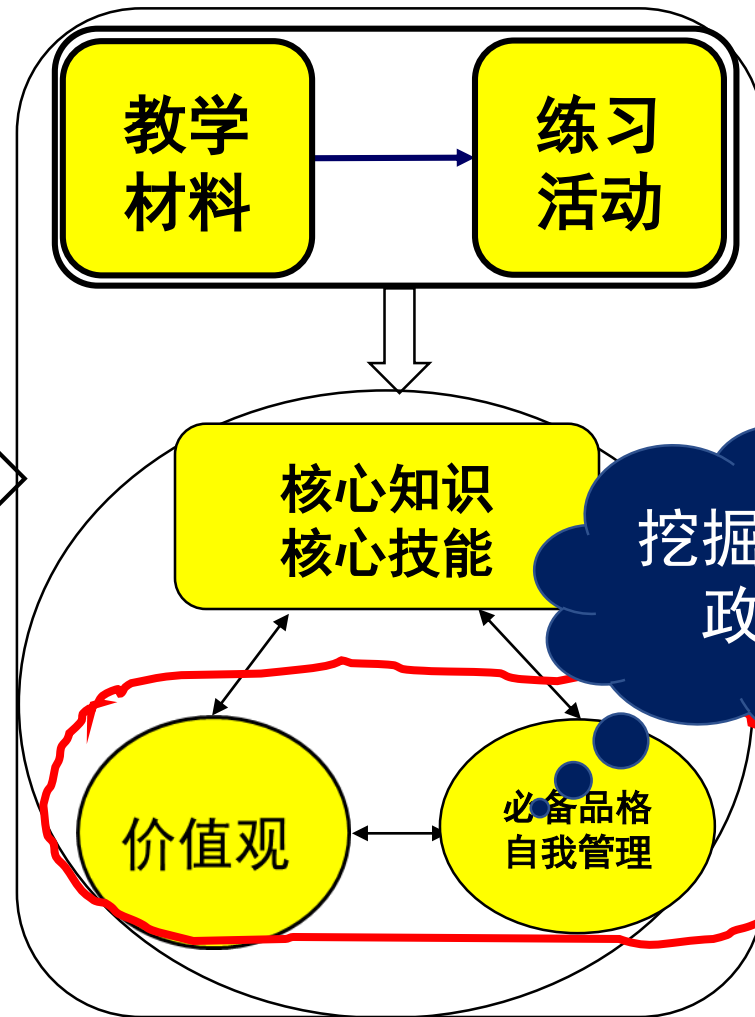 教学
材料
练习
活动
核心知识
核心技能
挖掘
政
价值观
必备品格
自我管理